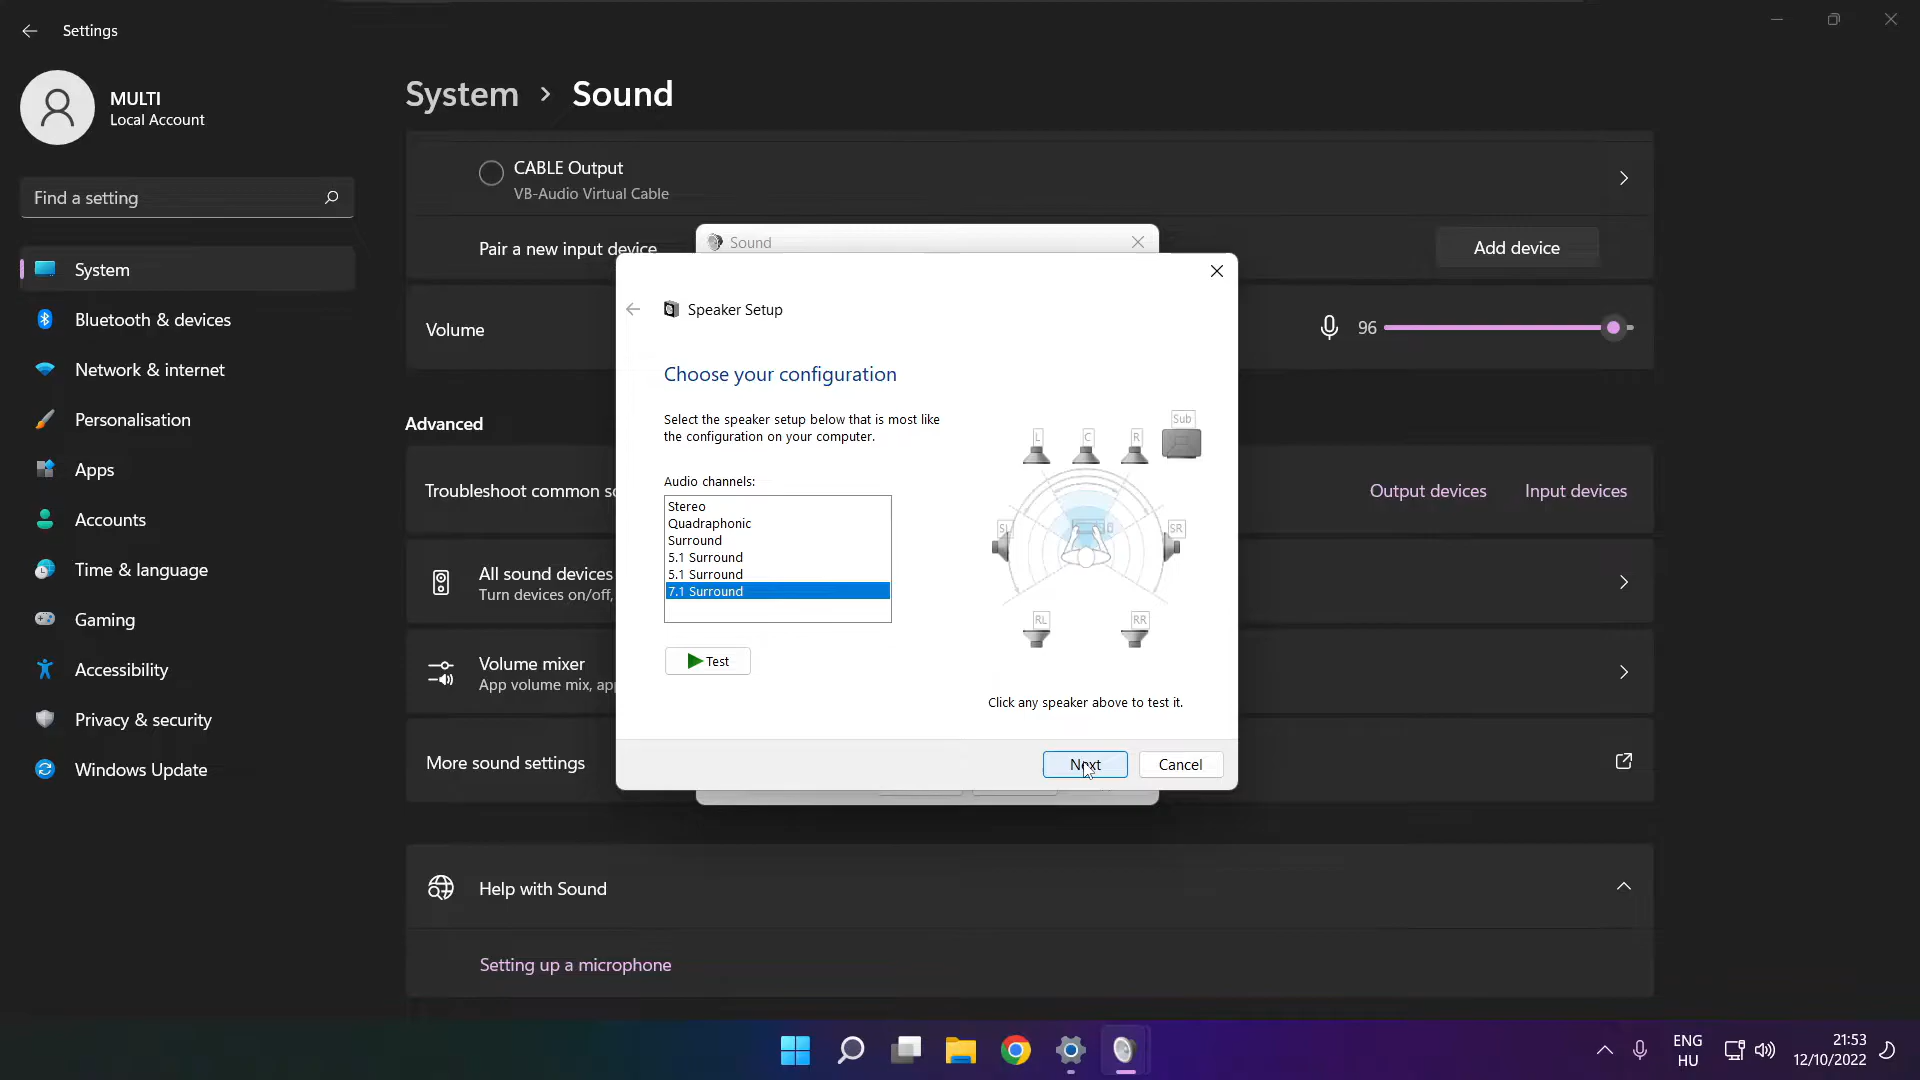 Settings
MULTI
Local Account
Find a setting
System
Bluetooth & devices
Network & internet
Personalisation
Apps
Accounts
Time & language
Gaming
Accessibility
Privacy & security
Windows Update
System > Sound
CABLE Output
VB-Audio Virtual Cable
Pair a new input device
Add device
Volume
96
Advanced
Troubleshoot common so
Output devices
Input devices
All sound devices
Turn devices on/off,
Volume mixer
App volume mix, app
More sound settings
Help with Sound
Setting up a microphone
Sound
Speaker Setup
Choose your configuration
Select the speaker setup below that is most like
the configuration on your computer.
Audio channels:
Stereo
Quadraphonic
Surround
5.1 Surround
5.1 Surround
7.1 Surround
Test
L
C
R
Sub
SL
SR
RL
RR
Click any speaker above to test it.
Next
Cancel
ENG
HU
21:53
12/10/2022